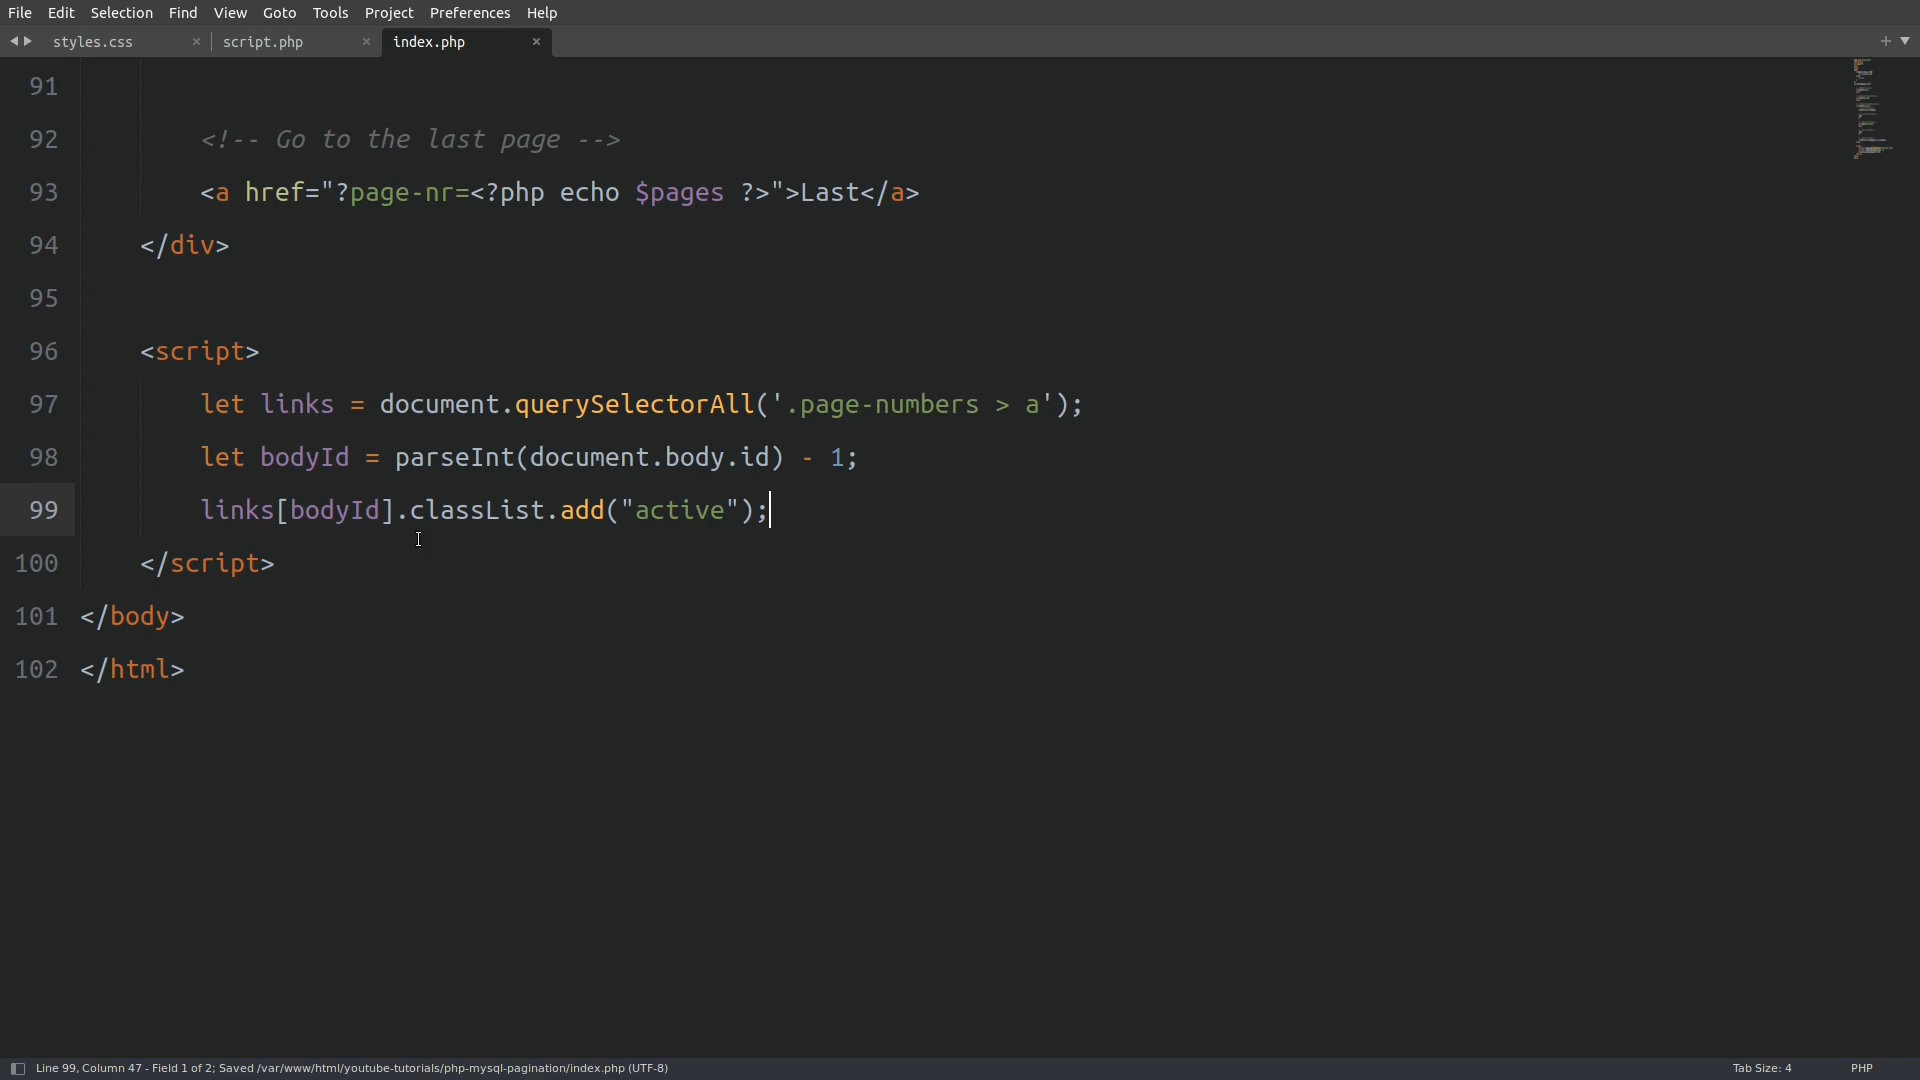 File Edit Selection Find View Goto Tools Project Preferences Help
styles.css × script.php × index.php ×
91
92 <!-- Go to the last page -->
93 <a href="?page-nr=<?php echo $pages ?>">Last</a>
94 </div>
95
96 <script>
97 let links = document.querySelectorAll('.page-numbers > a');
98 let bodyId = parseInt(document.body.id) - 1;
99 links[bodyId].classList.add("active");
100 </script>
101 </body>
102 </html>
Line 99, Column 47 - Field 1 of 2; Saved /var/www/html/youtube-tutorials/php-mysql-pagination/index.php (UTF-8) Tab Size: 4 PHP